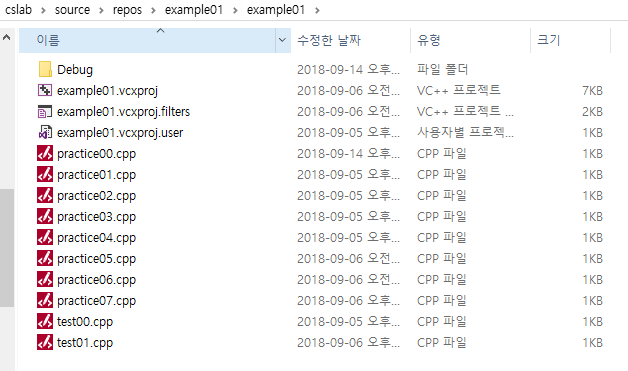 cslab > source > repos > example01 > example01 >
이름 수정한 날짜 유형 크기
Debug 2018-09-14 오후... 파일 폴더
example01.vcxproj 2018-09-06 오전... VC++ 프로젝트 7KB
example01.vcxproj.filters 2018-09-06 오전... VC++ 프로젝트 ... 2KB
example01.vcxproj.user 2018-09-05 오후... 사용자별 프로젝... 1KB
practice00.cpp 2018-09-14 오후... CPP 파일 1KB
practice01.cpp 2018-09-05 오후... CPP 파일 1KB
practice02.cpp 2018-09-05 오후... CPP 파일 1KB
practice03.cpp 2018-09-05 오후... CPP 파일 1KB
practice04.cpp 2018-09-05 오후... CPP 파일 1KB
practice05.cpp 2018-09-06 오전... CPP 파일 1KB
practice06.cpp 2018-09-06 오전... CPP 파일 1KB
practice07.cpp 2018-09-06 오후... CPP 파일 1KB
test00.cpp 2018-09-05 오후... CPP 파일 1KB
test01.cpp 2018-09-06 오후... CPP 파일 1KB